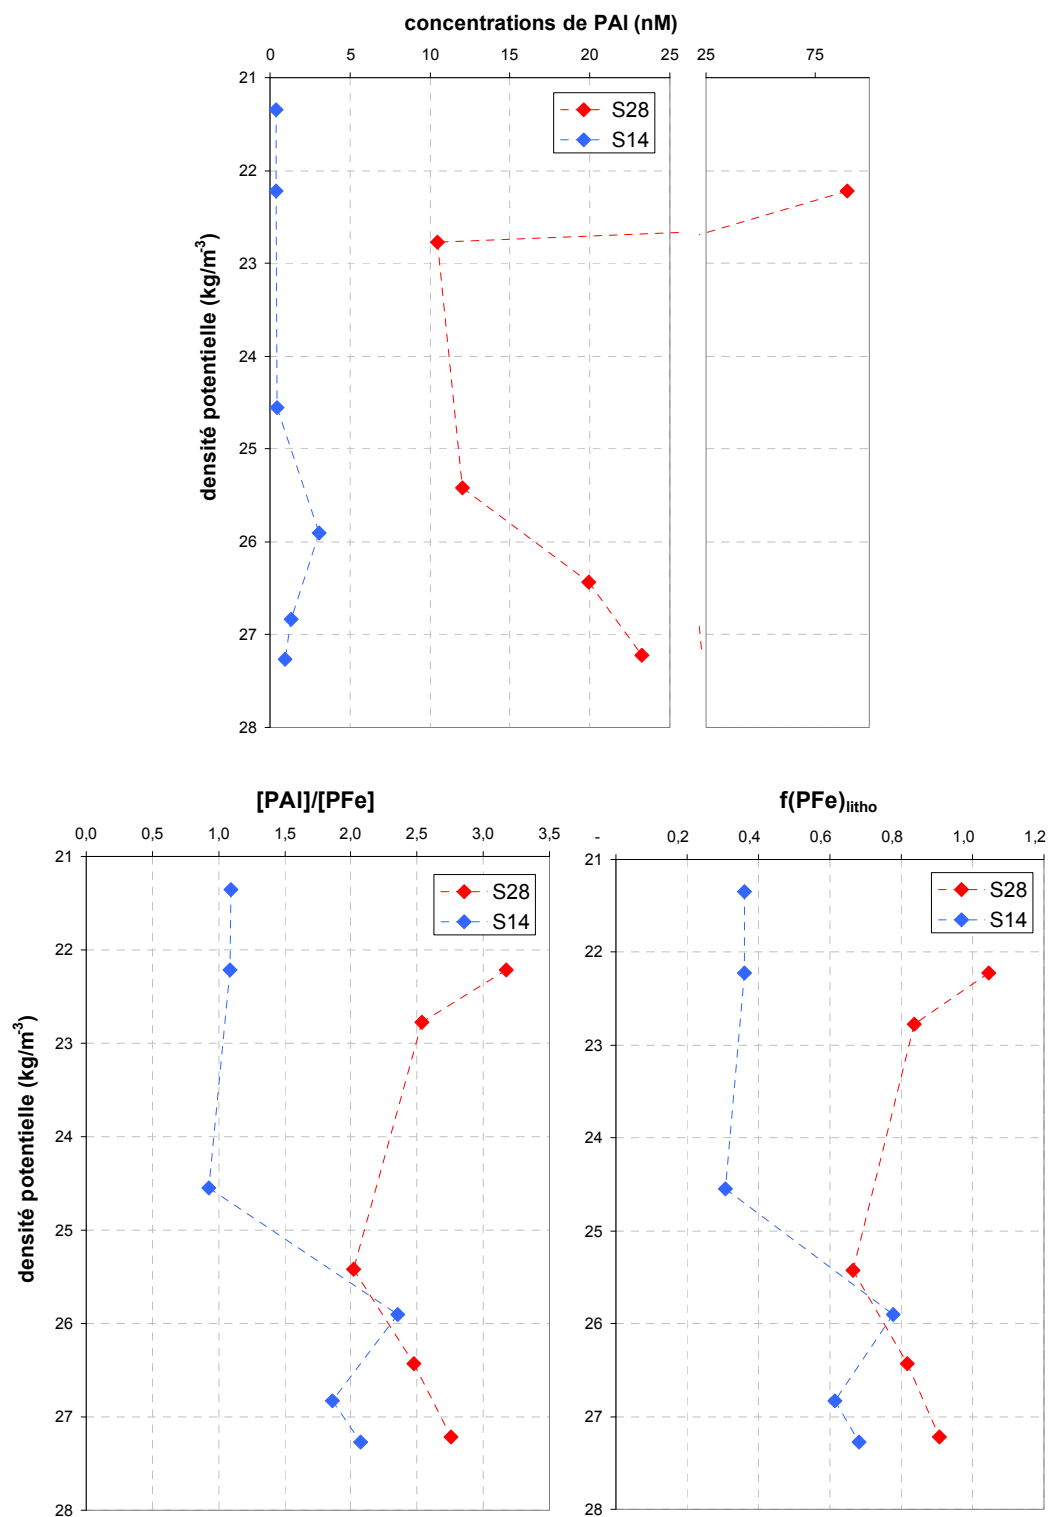 concentrations de PAl (nM)
0 5 10 15 20 25 25 75
21
22
23
24
25
26
27
28
densité potentielle (kg/m-3)
S28
S14
[PAl]/[PFe]
0,0 0,5 1,0 1,5 2,0 2,5 3,0 3,5
21
22
23
24
25
26
27
28
densité potentielle (kg/m-3)
S28
S14
f(PFe)litho
- 0,2 0,4 0,6 0,8 1,0 1,2
21
22
23
24
25
26
27
28
S28
S14